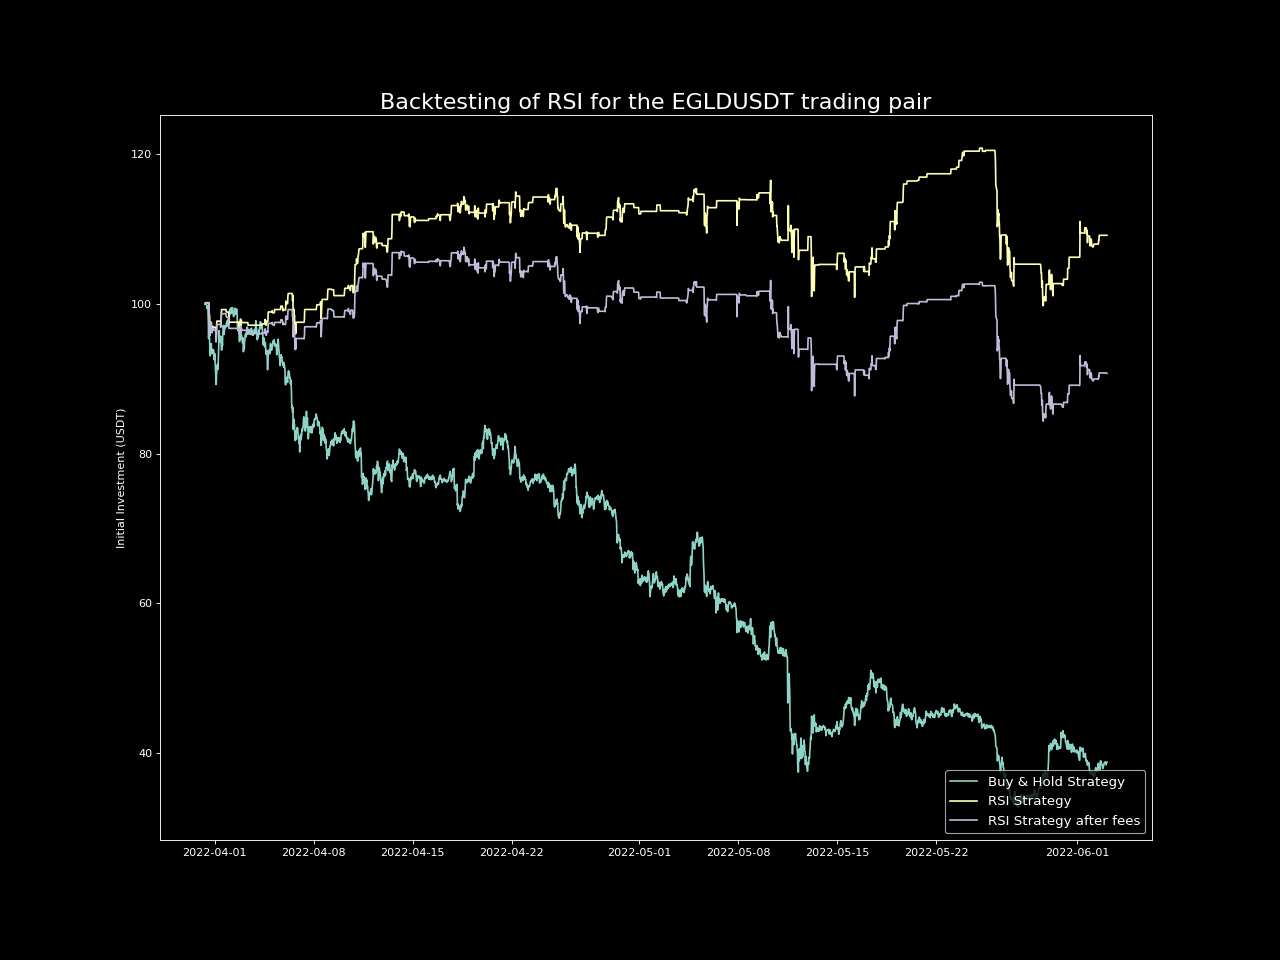 Backtesting of RSI for the EGLDUSDT trading pair
Initial Investment (USDT)
120
100
80
60
40
2022-04-01 2022-04-08 2022-04-15 2022-04-22 2022-05-01 2022-05-08 2022-05-15 2022-05-22 2022-06-01
Buy & Hold Strategy
RSI Strategy
RSI Strategy after fees